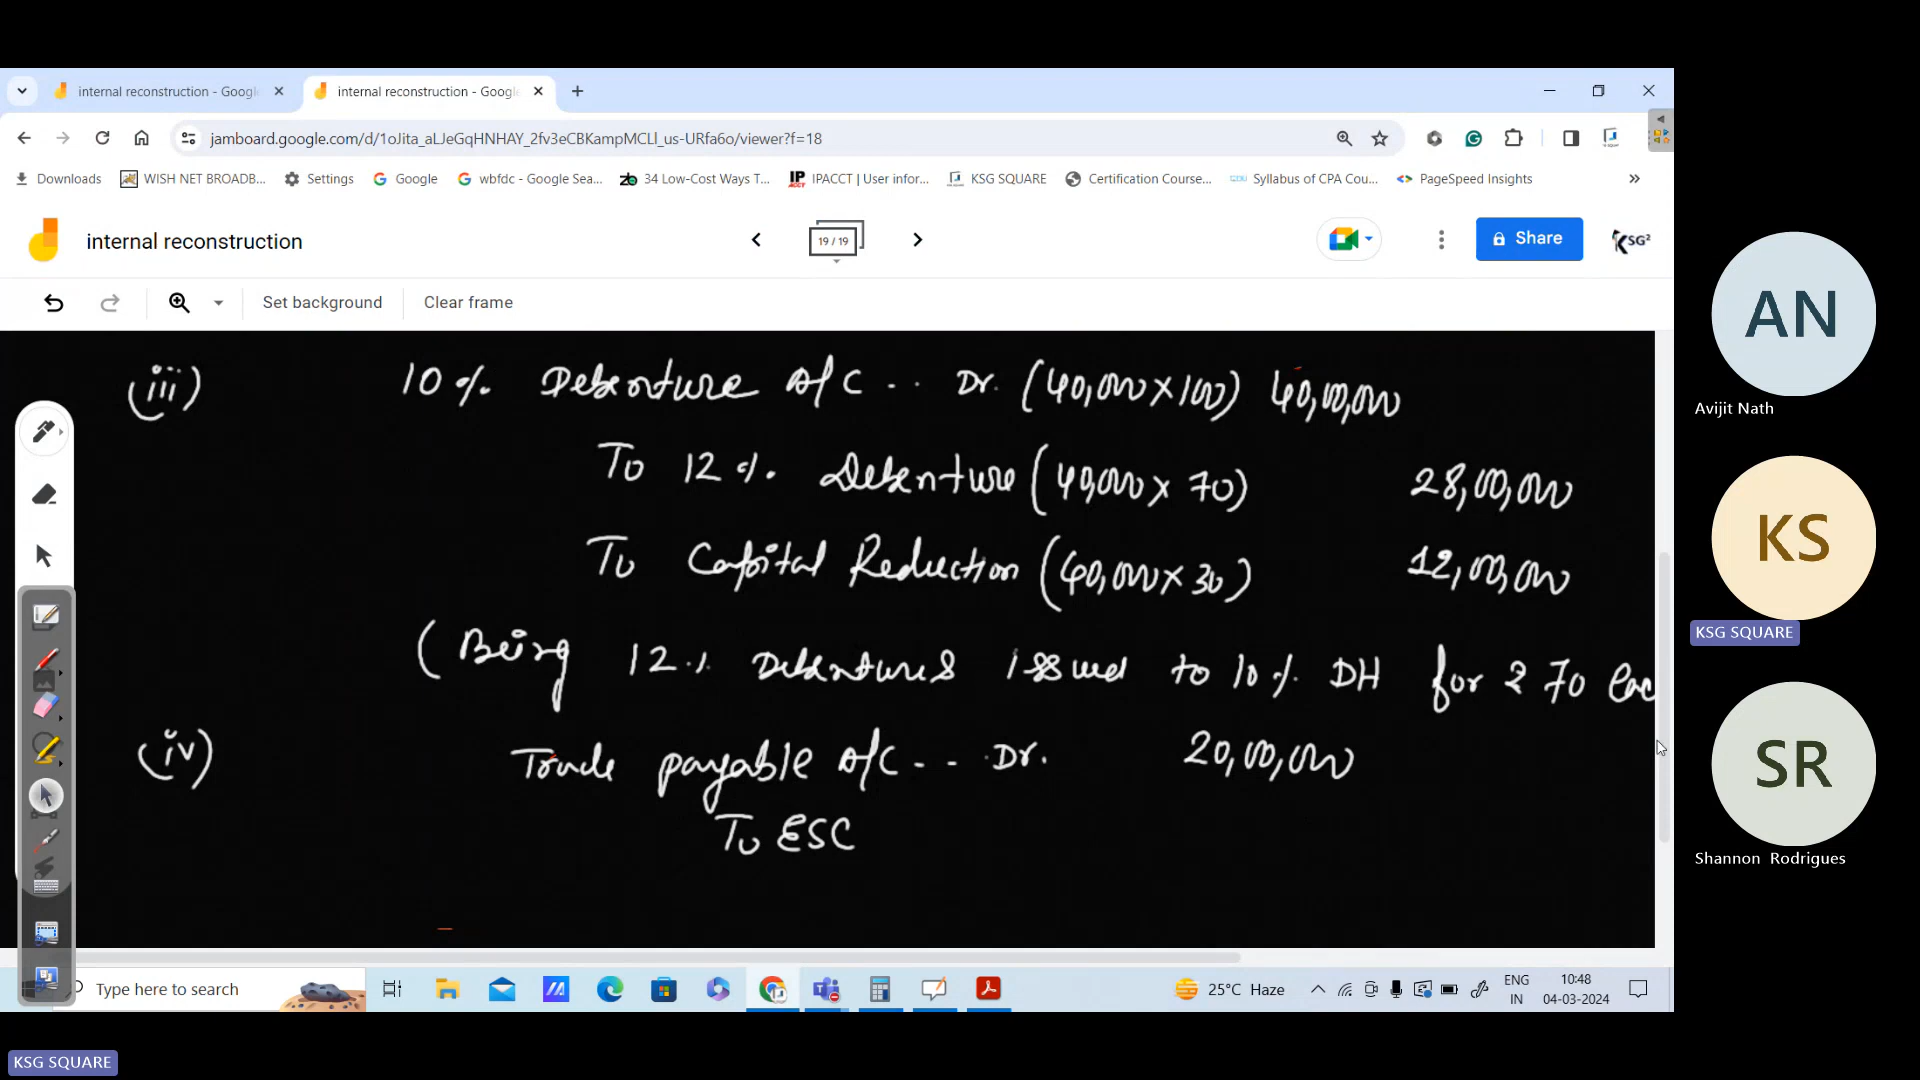 internal reconstruction - Googl
internal reconstruction - Google
jamboard.google.com/d/1oJita_aLJeGqHNHAY_2fv3eCBKampMCLl_us-URfa6o/viewer?f=18
Downloads
WISH NET BROADB...
Settings
Google
wbfdc - Google Sea...
34 Low-Cost Ways T...
IPACCT | User infor...
KSG SQUARE
Certification Course...
Syllabus of CPA Cou...
PageSpeed Insights
internal reconstruction
19 / 19
Share
KSG²
Set background
Clear frame
(iii) 10 %. Debenture A/C .. Dr. (40,000×100) 40,00,000
To 12 %. Debenture (40,000× 70) 28,00,000
To Capital Reduction (40,000× 30) 12,00,000
( Being 12 %. Debentures issued to 10 %. DH for ₹ 70 Eac
(iv) Trade payable A/C - - Dr. 20,00,000
To ESC
Type here to search
25°C Haze
ENG
IN
10:48
04-03-2024
AN
Avijit Nath
KS
KSG SQUARE
SR
Shannon Rodrigues
KSG SQUARE